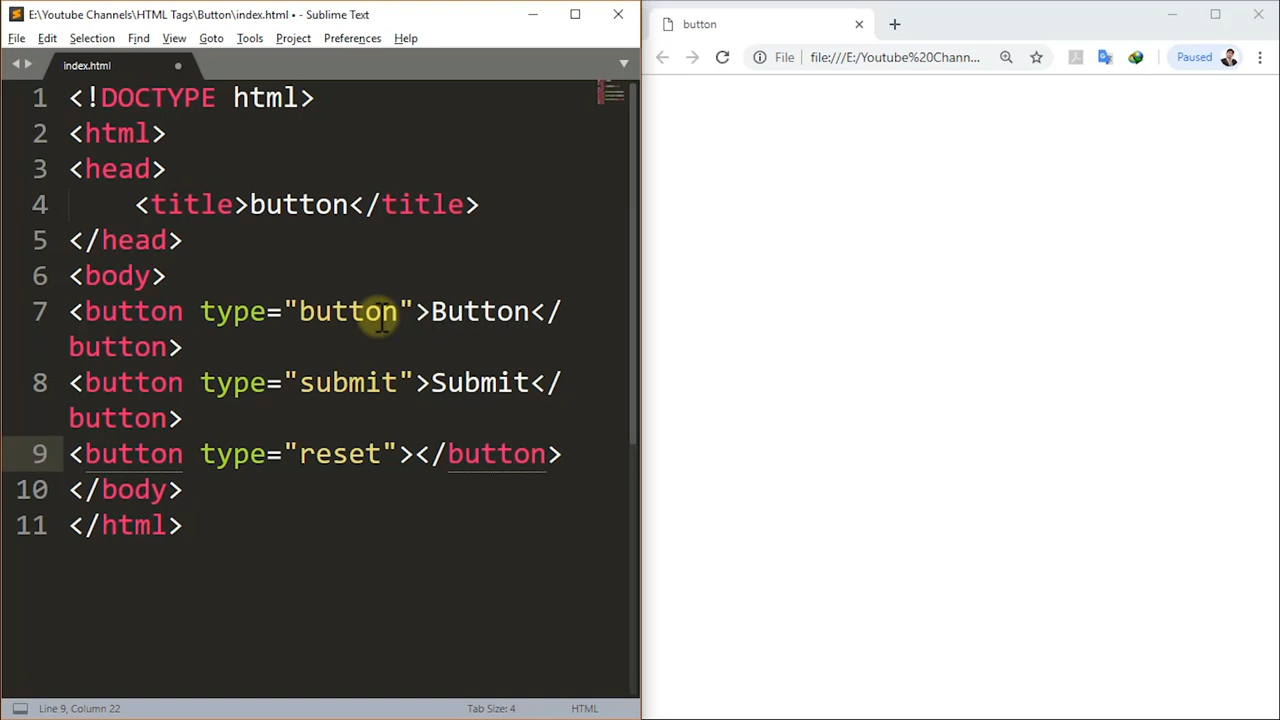 E:\Youtube Channels\HTML Tags\Button\index.html • - Sublime Text
File Edit Selection Find View Goto Tools Project Preferences Help
index.html
1 <!DOCTYPE html>
2 <html>
3 <head>
4 <title>button</title>
5 </head>
6 <body>
7 <button type="button">Button</
button>
8 <button type="submit">Submit</
button>
9 <button type="reset"></button>
10 </body>
11 </html>
Line 9, Column 22 Tab Size: 4 HTML
button
File file:///E:/Youtube%20Chann... Paused